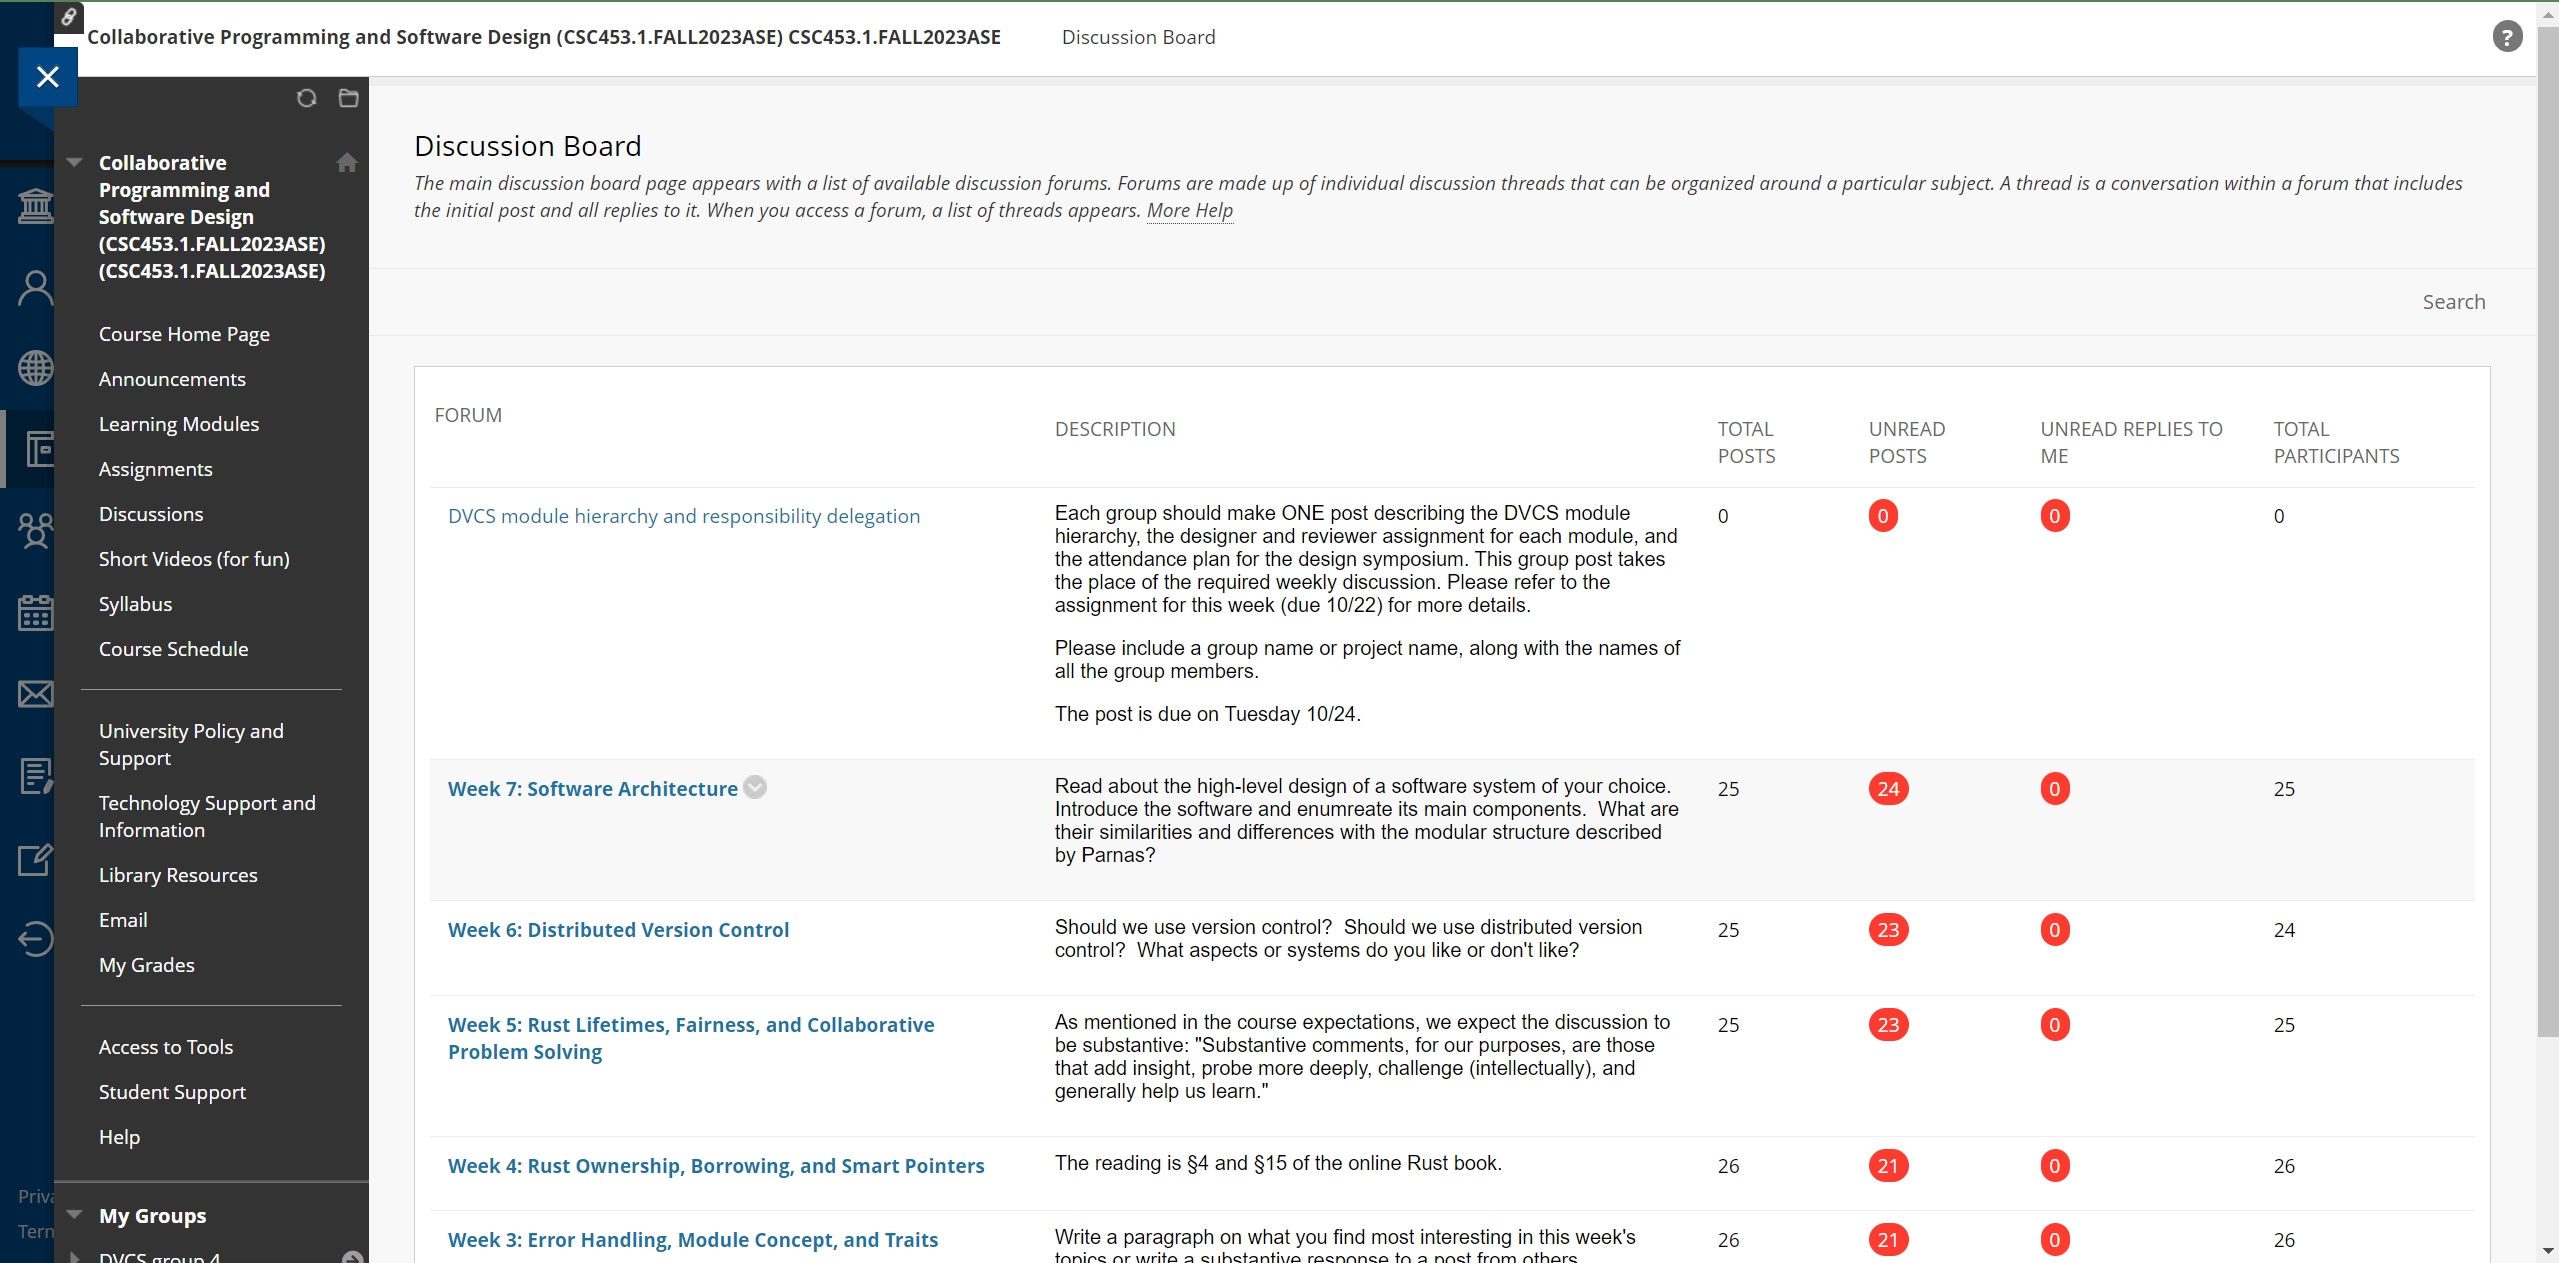 Collaborative Programming and Software Design (CSC453.1.FALL2023ASE) CSC453.1.FALL2023ASE
Discussion Board
?
Collaborative
Programming and
Software Design
(CSC453.1.FALL2023ASE)
(CSC453.1.FALL2023ASE)
Course Home Page
Announcements
Learning Modules
Assignments
Discussions
Short Videos (for fun)
Syllabus
Course Schedule
University Policy and
Support
Technology Support and
Information
Library Resources
Email
My Grades
Access to Tools
Student Support
Help
My Groups
DVCS group 4
Discussion Board
The main discussion board page appears with a list of available discussion forums. Forums are made up of individual discussion threads that can be organized around a particular subject. A thread is a conversation within a forum that includes
the initial post and all replies to it. When you access a forum, a list of threads appears. More Help
Search
FORUM
DESCRIPTION
TOTAL
POSTS
UNREAD
POSTS
UNREAD REPLIES TO
ME
TOTAL
PARTICIPANTS
DVCS module hierarchy and responsibility delegation
Each group should make ONE post describing the DVCS module
hierarchy, the designer and reviewer assignment for each module, and
the attendance plan for the design symposium. This group post takes
the place of the required weekly discussion. Please refer to the
assignment for this week (due 10/22) for more details.
Please include a group name or project name, along with the names of
all the group members.
The post is due on Tuesday 10/24.
0
0
0
0
Week 7: Software Architecture
Read about the high-level design of a software system of your choice.
Introduce the software and enumreate its main components.  What are
their similarities and differences with the modular structure described
by Parnas?
25
24
0
25
Week 6: Distributed Version Control
Should we use version control?  Should we use distributed version
control?  What aspects or systems do you like or don't like?
25
23
0
24
Week 5: Rust Lifetimes, Fairness, and Collaborative
Problem Solving
As mentioned in the course expectations, we expect the discussion to
be substantive: "Substantive comments, for our purposes, are those
that add insight, probe more deeply, challenge (intellectually), and
generally help us learn."
25
23
0
25
Week 4: Rust Ownership, Borrowing, and Smart Pointers
The reading is §4 and §15 of the online Rust book.
26
21
0
26
Week 3: Error Handling, Module Concept, and Traits
Write a paragraph on what you find most interesting in this week's
topics or write a substantive response to a post from others.
26
21
0
26